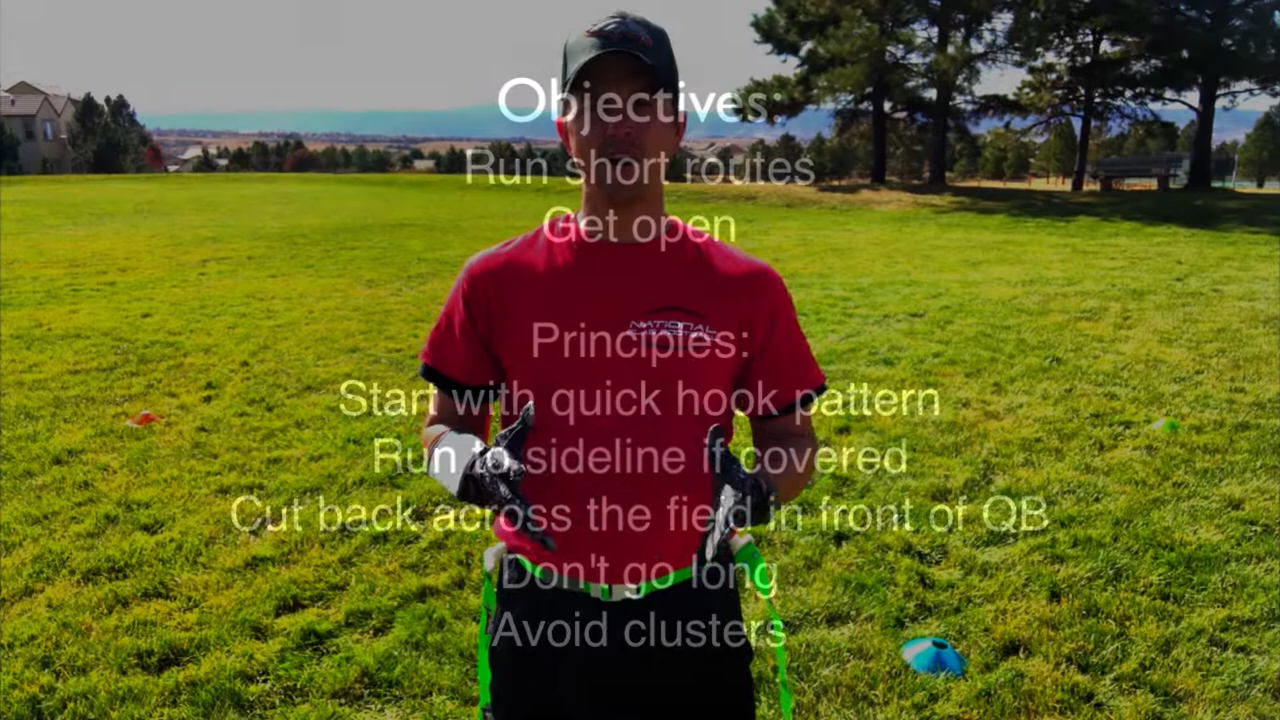 Objectives:
Run short routes
Get open
Principles:
NATIONAL
Start with quick hook pattern
Run to sideline if covered
Cut back across the field in front of QB
Don't go long
Avoid clusters